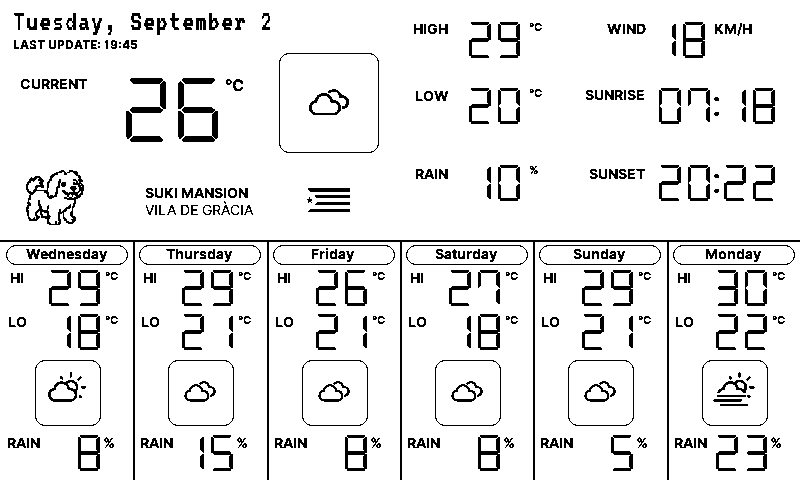 Tuesday, September 2
LAST UPDATE: 19:45
CURRENT 26 °C
SUKI MANSION
VILA DE GRÀCIA
HIGH 29 °C
LOW 20 °C
RAIN 10 %
WIND 18 KM/H
SUNRISE 07:18
SUNSET 20:22
Wednesday
HI 29 °C
LO 18 °C
RAIN 8 %
Thursday
HI 29 °C
LO 21 °C
RAIN 15 %
Friday
HI 26 °C
LO 21 °C
RAIN 8 %
Saturday
HI 27 °C
LO 18 °C
RAIN 8 %
Sunday
HI 29 °C
LO 21 °C
RAIN 5 %
Monday
HI 30 °C
LO 22 °C
RAIN 23 %